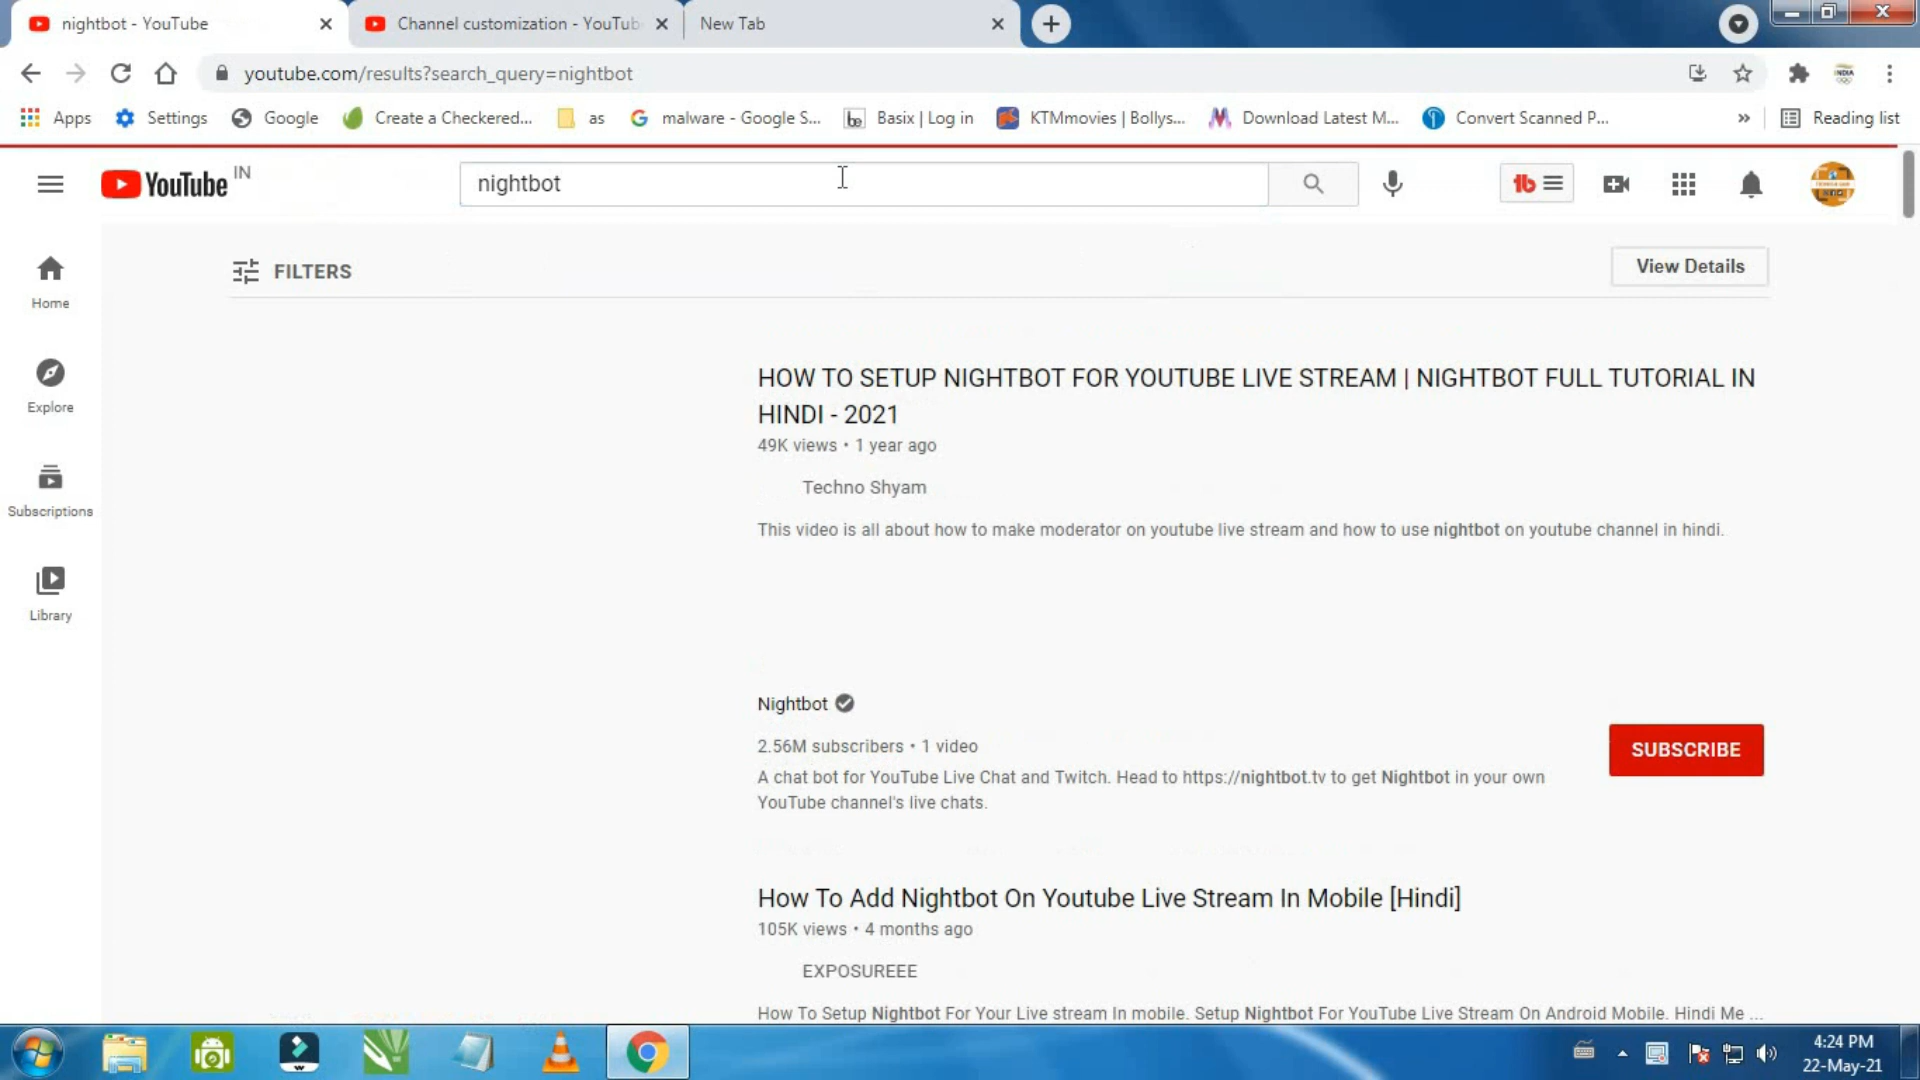 nightbot - YouTube
Channel customization - YouTub
New Tab
youtube.com/results?search_query=nightbot
INDIA
Apps
Settings
Google
Create a Checkered...
as
malware - Google S...
be
Basix | Log in
KTMmovies | Bollys...
Download Latest M...
Convert Scanned P...
»
Reading list
YouTube IN
nightbot
tb
Home
Explore
Subscriptions
Library
FILTERS
View Details
HOW TO SETUP NIGHTBOT FOR YOUTUBE LIVE STREAM | NIGHTBOT FULL TUTORIAL IN
HINDI - 2021
49K views • 1 year ago
Techno Shyam
This video is all about how to make moderator on youtube live stream and how to use nightbot on youtube channel in hindi.
Nightbot
2.56M subscribers • 1 video
A chat bot for YouTube Live Chat and Twitch. Head to https://nightbot.tv to get Nightbot in your own
YouTube channel's live chats.
SUBSCRIBE
How To Add Nightbot On Youtube Live Stream In Mobile [Hindi]
105K views • 4 months ago
EXPOSUREEE
How To Setup Nightbot For Your Live stream In mobile. Setup Nightbot For YouTube Live Stream On Android Mobile. Hindi Me ...
4:24 PM
22-May-21